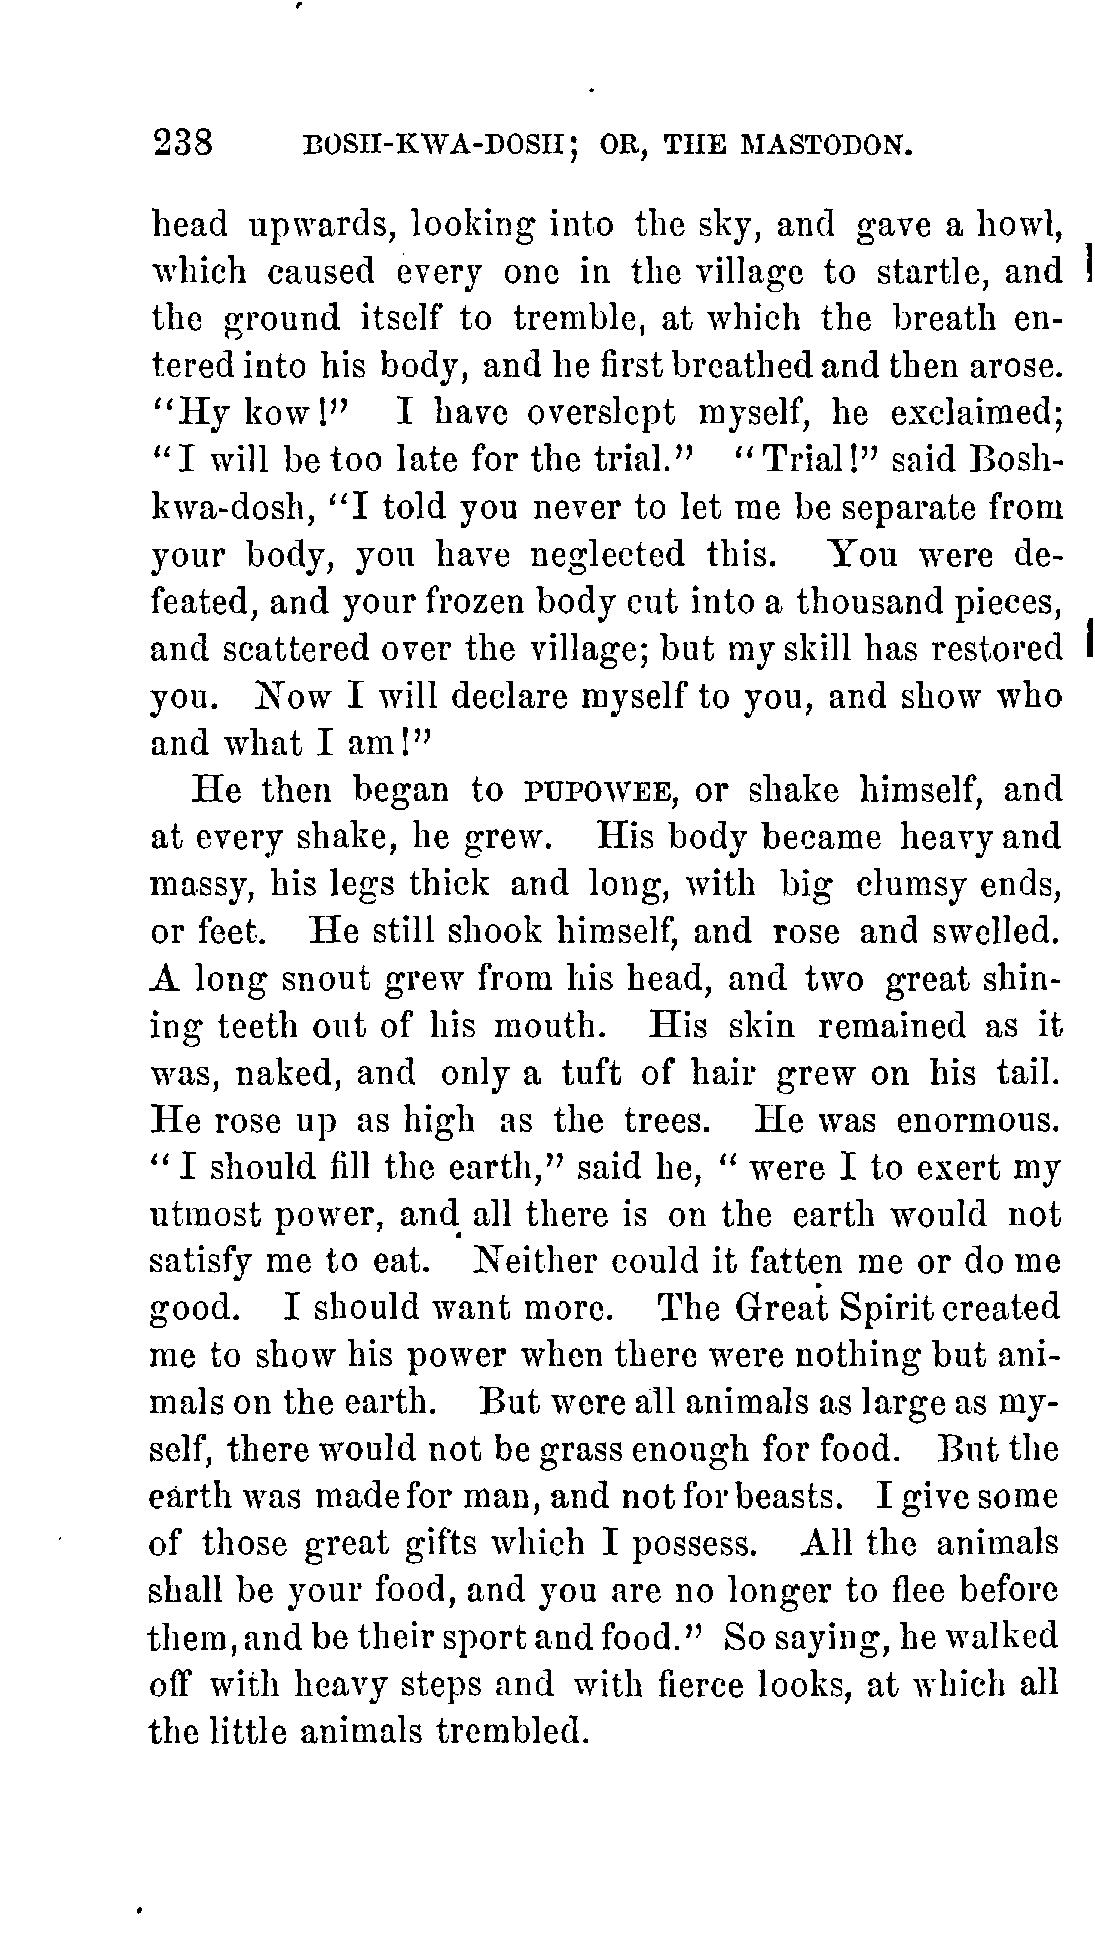 238 BOSH-KWA-DOSH; OR, THE MASTODON.
head upwards, looking into the sky, and gave a howl,
which caused every one in the village to startle, and
the ground itself to tremble, at which the breath en-
tered into his body, and he first breathed and then arose.
"Hy kow!" I have overslept myself, he exclaimed;
"I will be too late for the trial." "Trial!" said Bosh-
kwa-dosh, "I told you never to let me be separate from
your body, you have neglected this. You were de-
feated, and your frozen body cut into a thousand pieces,
and scattered over the village; but my skill has restored
you. Now I will declare myself to you, and show who
and what I am!"
He then began to PUPOWEE, or shake himself, and
at every shake, he grew. His body became heavy and
massy, his legs thick and long, with big clumsy ends,
or feet. He still shook himself, and rose and swelled.
A long snout grew from his head, and two great shin-
ing teeth out of his mouth. His skin remained as it
was, naked, and only a tuft of hair grew on his tail.
He rose up as high as the trees. He was enormous.
"I should fill the earth," said he, "were I to exert my
utmost power, and all there is on the earth would not
satisfy me to eat. Neither could it fatten me or do me
good. I should want more. The Great Spirit created
me to show his power when there were nothing but ani-
mals on the earth. But were all animals as large as my-
self, there would not be grass enough for food. But the
earth was made for man, and not for beasts. I give some
of those great gifts which I possess. All the animals
shall be your food, and you are no longer to flee before
them, and be their sport and food." So saying, he walked
off with heavy steps and with fierce looks, at which all
the little animals trembled.